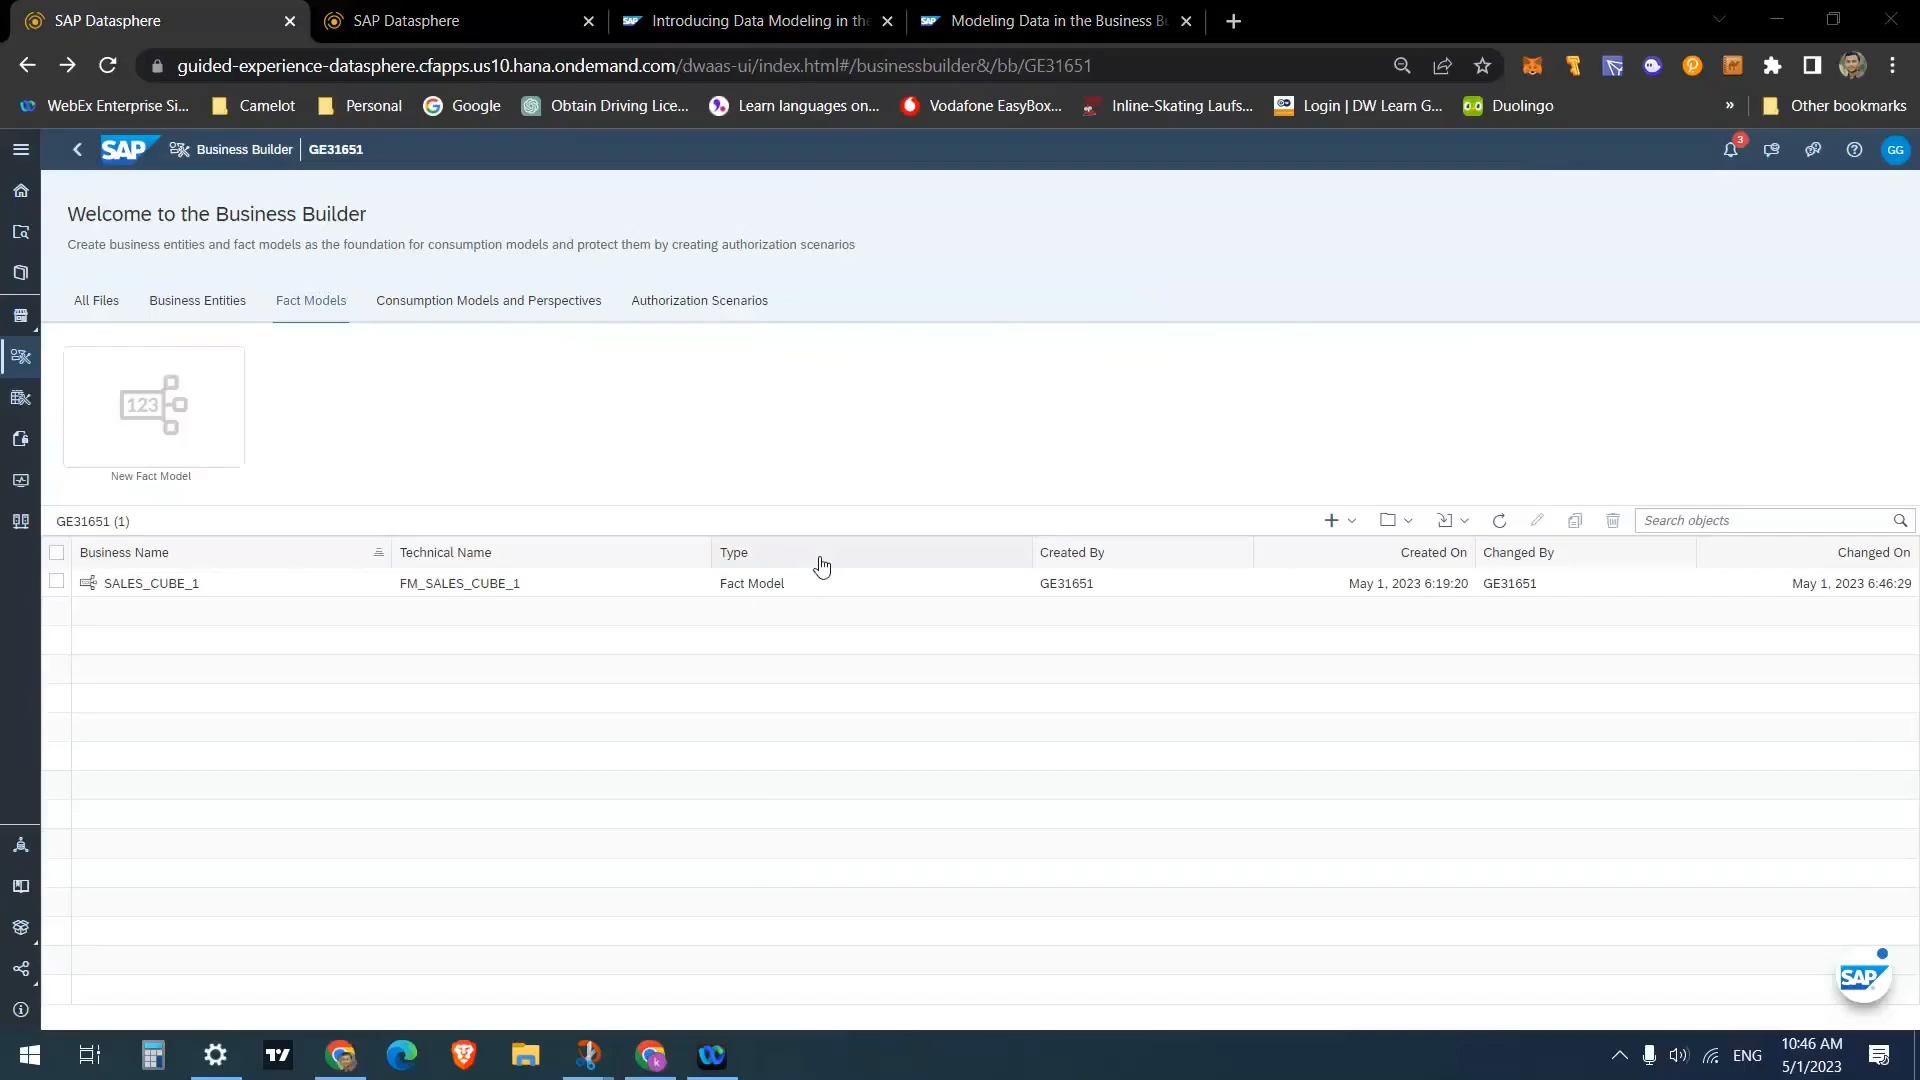 SAP Datasphere
SAP Datasphere
SAP Introducing Data Modeling in the
SAP Modeling Data in the Business B
guided-experience-datasphere.cfapps.us10.hana.ondemand.com/dwaas-ui/index.html#/businessbuilder&/bb/GE31651
WebEx Enterprise Si... Camelot Personal Google Obtain Driving Lice... Learn languages on... Vodafone EasyBox... Inline-Skating Laufs... Login | DW Learn G... Duolingo » Other bookmarks
SAP Business Builder GE31651 3 GG
Welcome to the Business Builder
Create business entities and fact models as the foundation for consumption models and protect them by creating authorization scenarios
All Files Business Entities Fact Models Consumption Models and Perspectives Authorization Scenarios
123
New Fact Model
GE31651 (1) Search objects
Business Name Technical Name Type Created By Created On Changed By Changed On
SALES_CUBE_1 FM_SALES_CUBE_1 Fact Model GE31651 May 1, 2023 6:19:20 GE31651 May 1, 2023 6:46:29
SAP
ENG 10:46 AM
5/1/2023